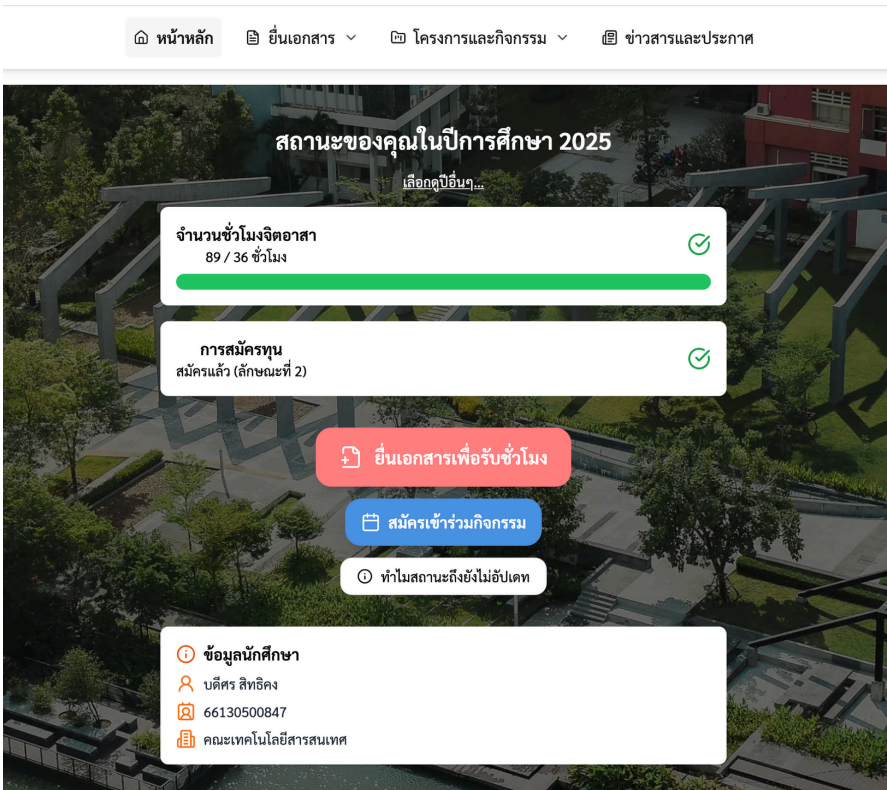 หน้าหลัก ยื่นเอกสาร โครงการและกิจกรรม ข่าวสารและประกาศ
สถานะของคุณในปีการศึกษา 2025
เลือกดูปีอื่นๆ...
จำนวนชั่วโมงจิตอาสา
89 / 36 ชั่วโมง
การสมัครทุน
สมัครแล้ว (ลักษณะที่ 2)
ยื่นเอกสารเพื่อรับชั่วโมง
สมัครเข้าร่วมกิจกรรม
ทำไมสถานะถึงยังไม่อัปเดท
ข้อมูลนักศึกษา
บดีศร สิทธิคง
66130500847
คณะเทคโนโลยีสารสนเทศ